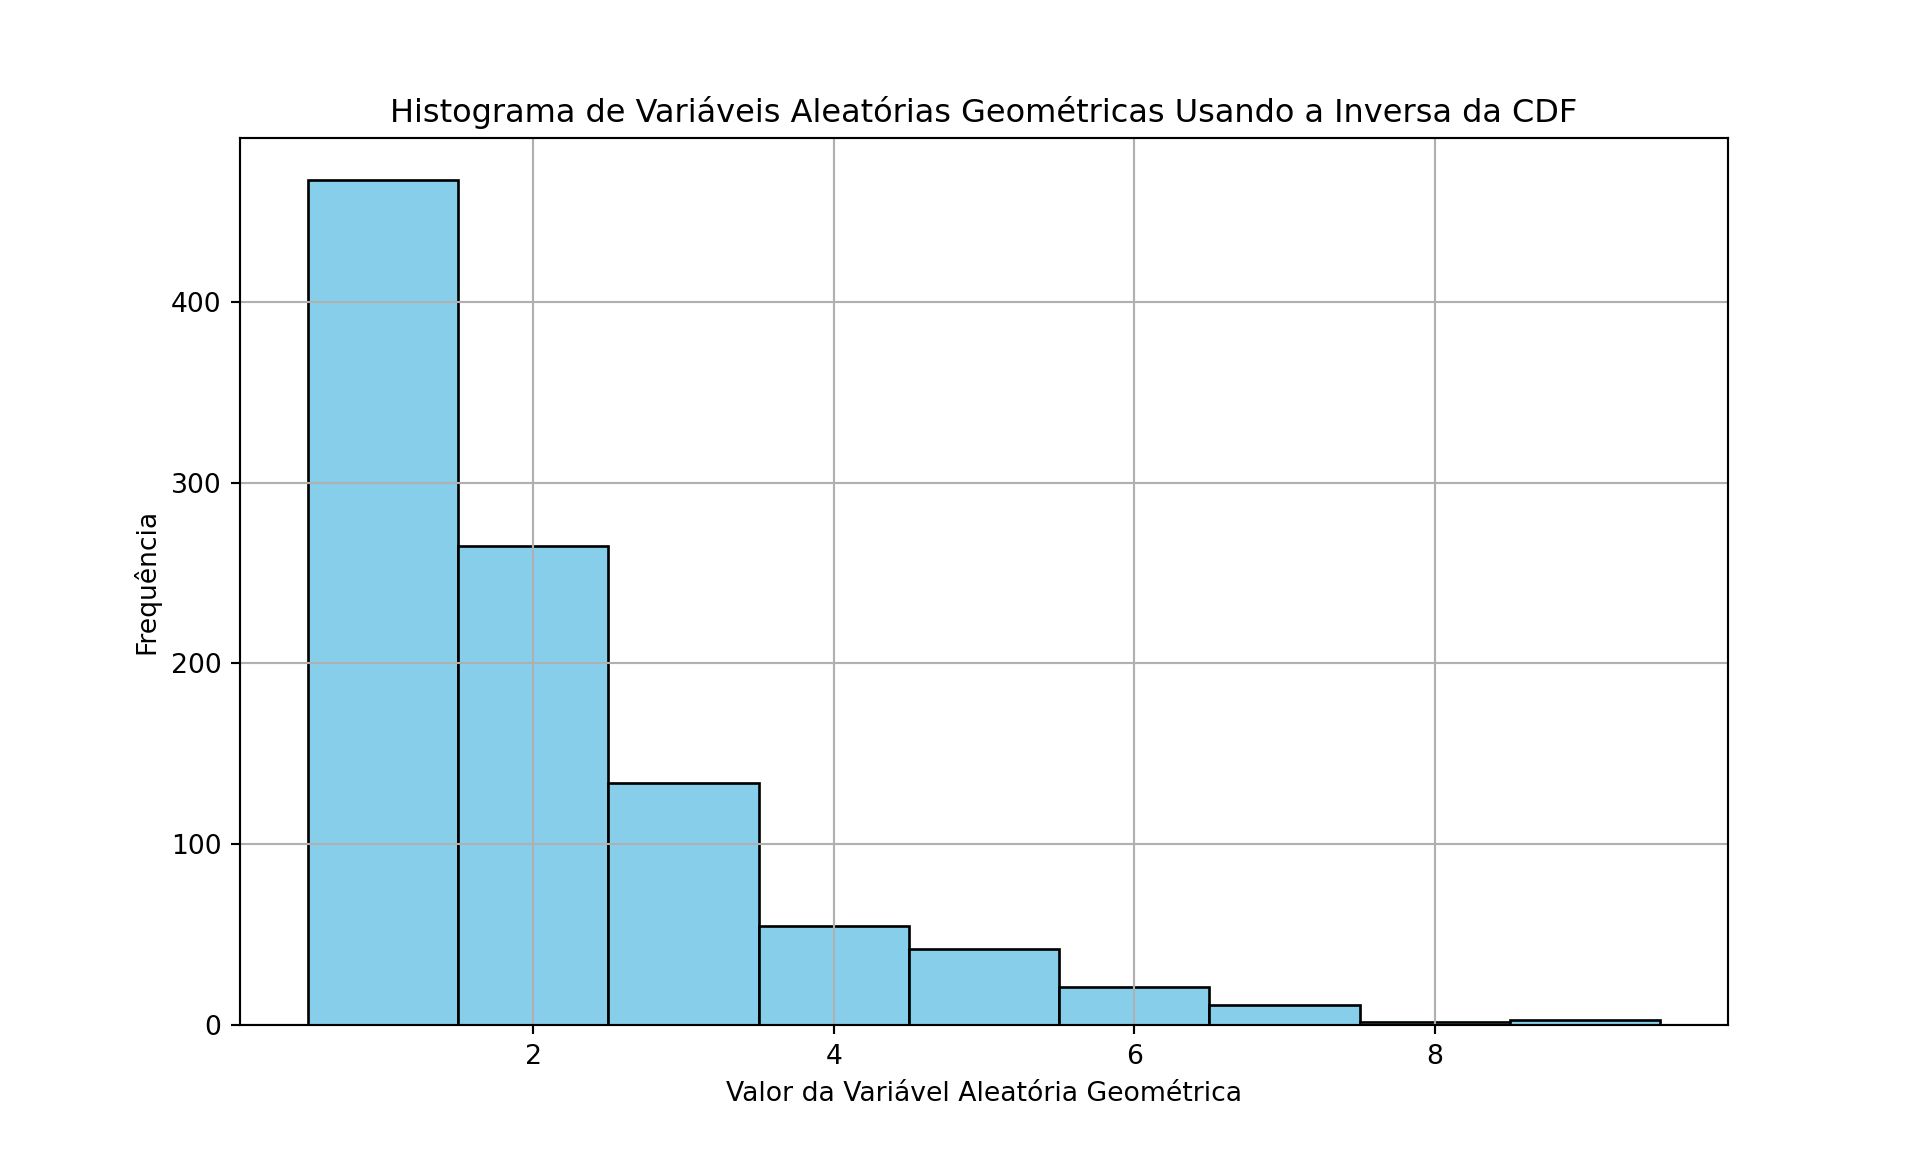 Histograma de Variáveis Aleatórias Geométricas Usando a Inversa da CDF
Frequência
400
300
200
100
0
2 4 6 8
Valor da Variável Aleatória Geométrica